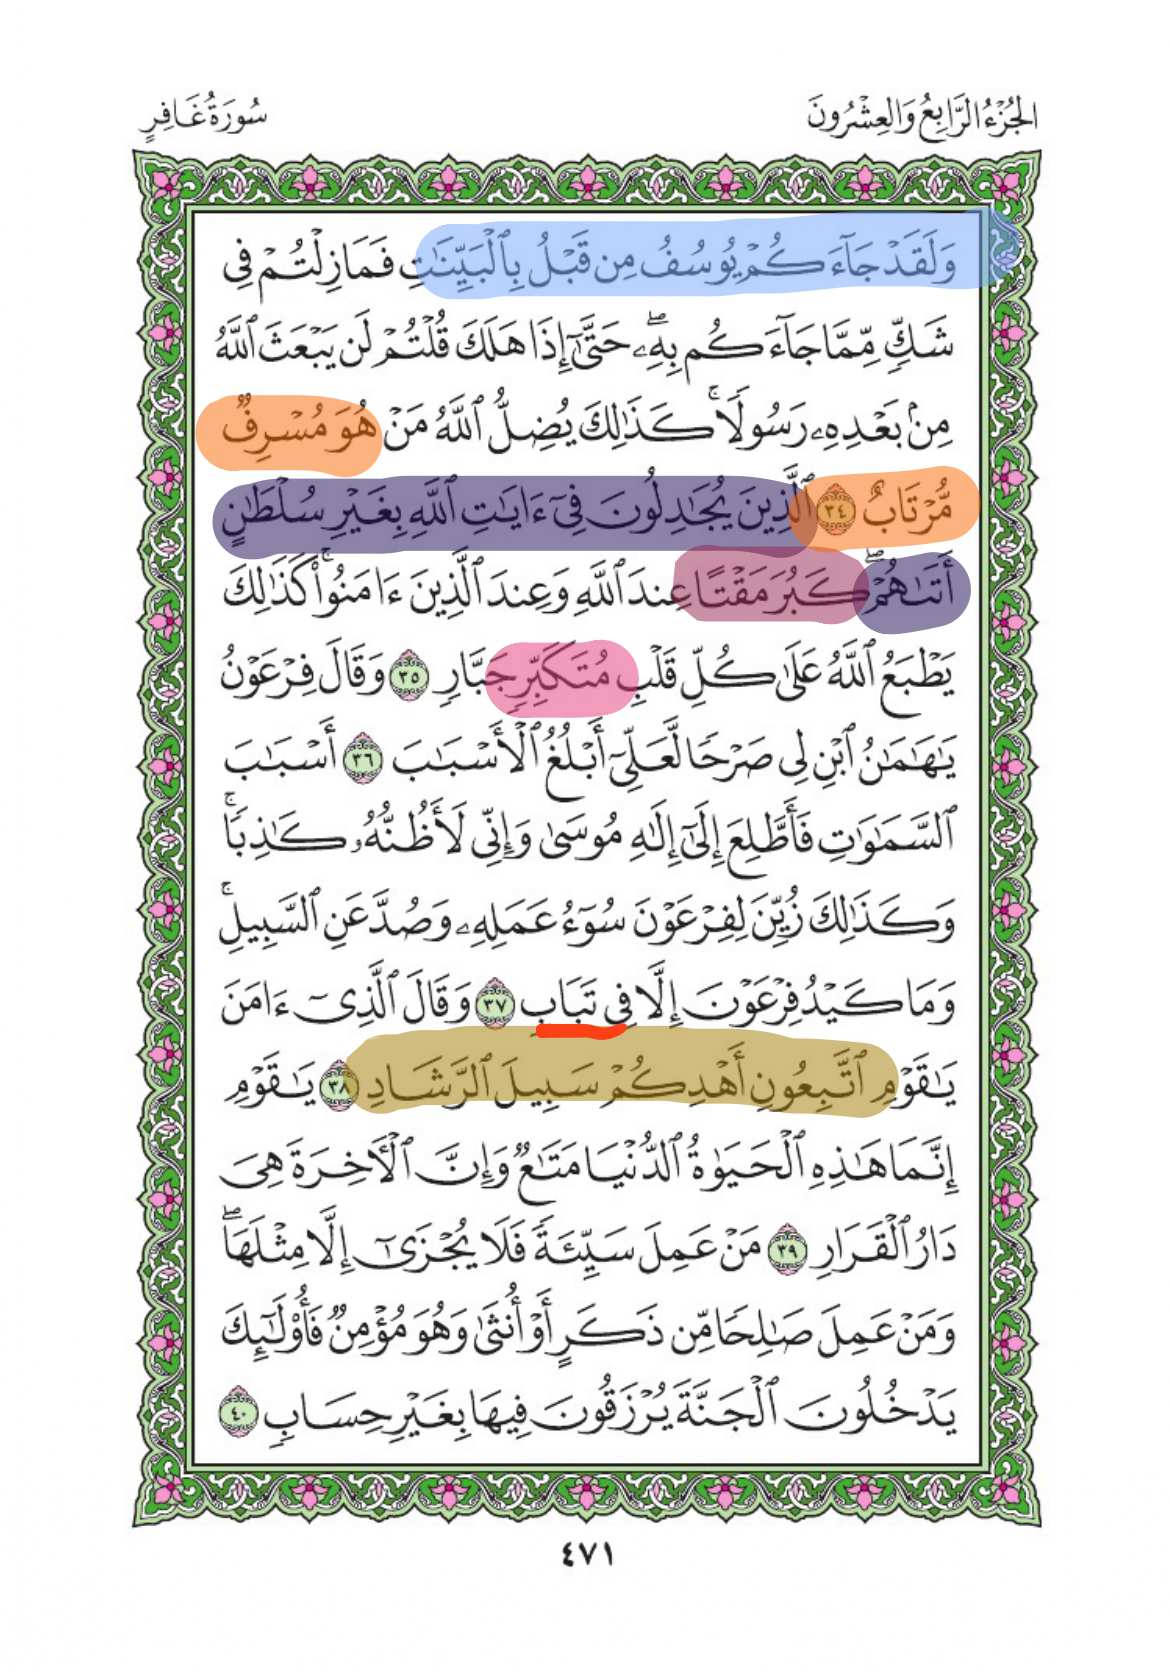 الجُزْءُ الرَّابِعُ وَالعِشْرُونَ
سُورَةُ غَافِرٍ
وَلَقَدْ جَآءَكُمْ يُوسُفُ مِن قَبْلُ بِٱلْبَيِّنَٰتِ فَمَا زِلْتُمْ فِى
شَكٍّ مِّمَّا جَآءَكُم بِهِۦۖ حَتَّىٰٓ إِذَا هَلَكَ قُلْتُمْ لَن يَبْعَثَ ٱللَّهُ
مِنۢ بَعْدِهِۦ رَسُولًاۚ كَذَٰلِكَ يُضِلُّ ٱللَّهُ مَنْ هُوَ مُسْرِفٌ
مُّرْتَابٌ ٣٤ ٱلَّذِينَ يُجَٰدِلُونَ فِىٓ ءَايَٰتِ ٱللَّهِ بِغَيْرِ سُلْطَٰنٍ
أَتَىٰهُمْۖ كَبُرَ مَقْتًا عِندَ ٱللَّهِ وَعِندَ ٱلَّذِينَ ءَامَنُوا۟ۚ كَذَٰلِكَ
يَطْبَعُ ٱللَّهُ عَلَىٰ كُلِّ قَلْبِ مُتَكَبِّرٍ جَبَّارٍ ٣٥ وَقَالَ فِرْعَوْنُ
يَٰهَٰمَٰنُ ٱبْنِ لِى صَرْحًا لَّعَلِّىٓ أَبْلُغُ ٱلْأَسْبَٰبَ ٣٦ أَسْبَٰبَ
ٱلسَّمَٰوَٰتِ فَأَطَّلِعَ إِلَىٰٓ إِلَٰهِ مُوسَىٰ وَإِنِّى لَأَظُنُّهُۥ كَٰذِبًاۚ
وَكَذَٰلِكَ زُيِّنَ لِفِرْعَوْنَ سُوٓءُ عَمَلِهِۦ وَصُدَّ عَنِ ٱلسَّبِيلِۚ
وَمَا كَيْدُ فِرْعَوْنَ إِلَّا فِى تَبَابٍ ٣٧ وَقَالَ ٱلَّذِىٓ ءَامَنَ
يَٰقَوْمِ ٱتَّبِعُونِ أَهْدِكُمْ سَبِيلَ ٱلرَّشَادِ ٣٨ يَٰقَوْمِ
إِنَّمَا هَٰذِهِ ٱلْحَيَوٰةُ ٱلدُّنْيَا مَتَٰعٌ وَإِنَّ ٱلْءَاخِرَةَ هِىَ
دَارُ ٱلْقَرَارِ ٣٩ مَنْ عَمِلَ سَيِّئَةً فَلَا يُجْزَىٰٓ إِلَّا مِثْلَهَاۖ
وَمَنْ عَمِلَ صَٰلِحًا مِّن ذَكَرٍ أَوْ أُنثَىٰ وَهُوَ مُؤْمِنٌ فَأُو۟لَٰٓئِكَ
يَدْخُلُونَ ٱلْجَنَّةَ يُرْزَقُونَ فِيهَا بِغَيْرِ حِسَابٍ ٤٠
٤٧١